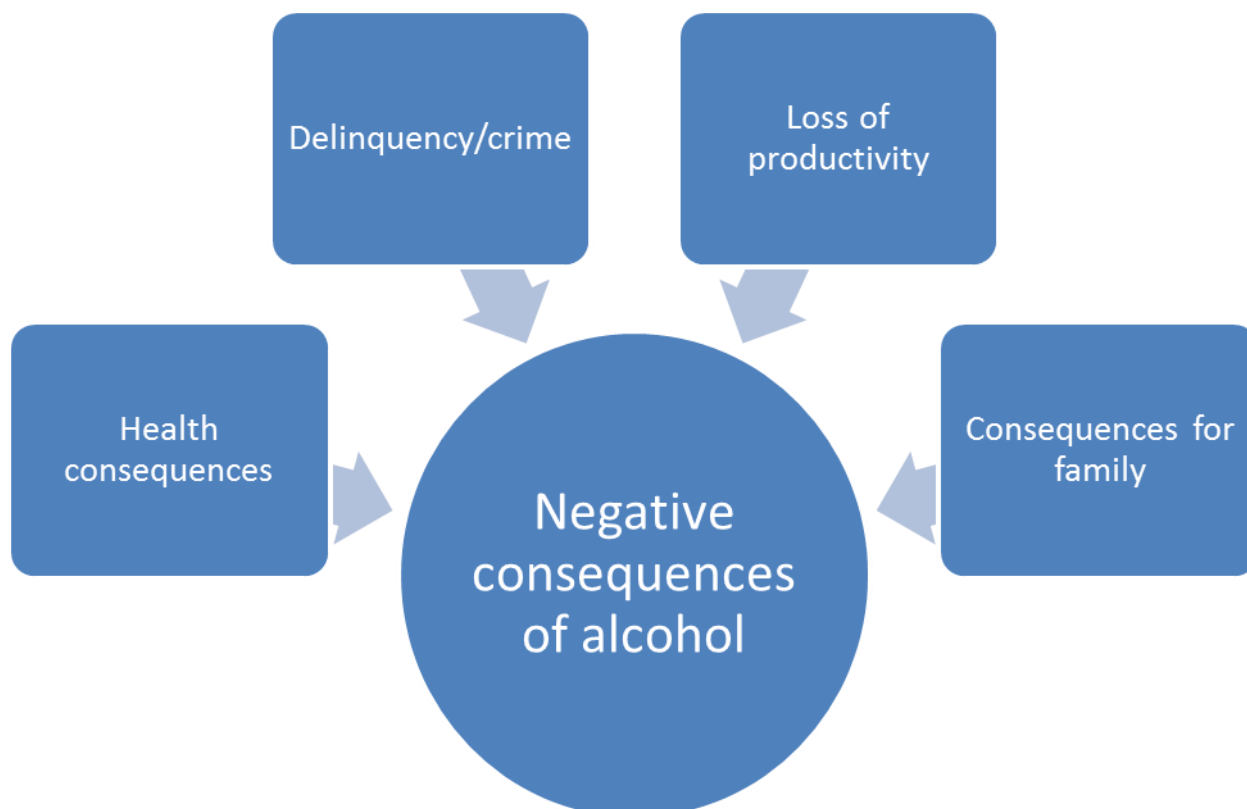 Delinquency/crime
Loss of
productivity
Health
consequences
Consequences for
family
Negative
consequences
of alcohol